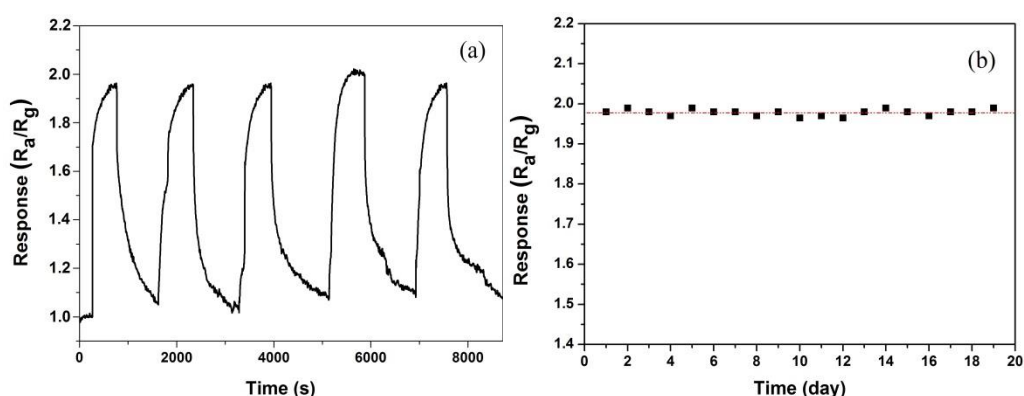 (a)
Response (Ra/Rg)
2.2
2.0
1.8
1.6
1.4
1.2
1.0
0 2000 4000 6000 8000
Time (s)
(b)
Response (Ra/Rg)
2.2
2.1
2.0
1.9
1.8
1.7
1.6
1.5
1.4
0 2 4 6 8 10 12 14 16 18 20
Time (day)